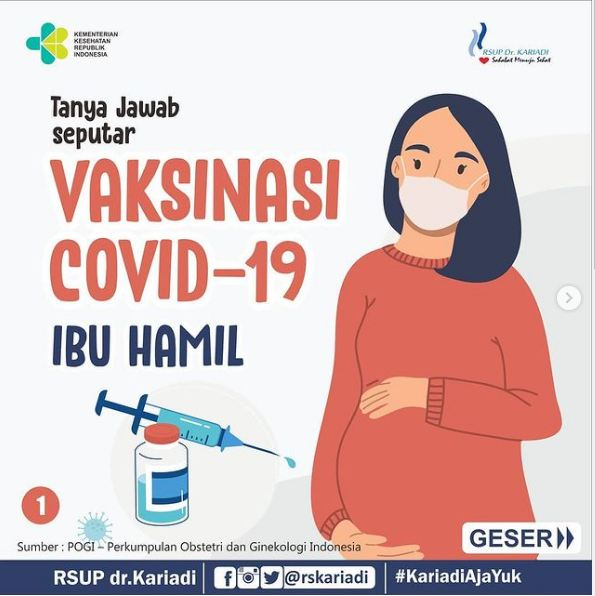 KEMENTERIAN
KESEHATAN
REPUBLIK
INDONESIA
RSUP Dr. KARIADI
Sahabat Menuju Sehat
Tanya Jawab
seputar
VAKSINASI
COVID-19
IBU HAMIL
1
GESER
Sumber : POGI – Perkumpulan Obstetri dan Ginekologi Indonesia
RSUP dr.Kariadi
@rskariadi
#KariadiAjaYuk